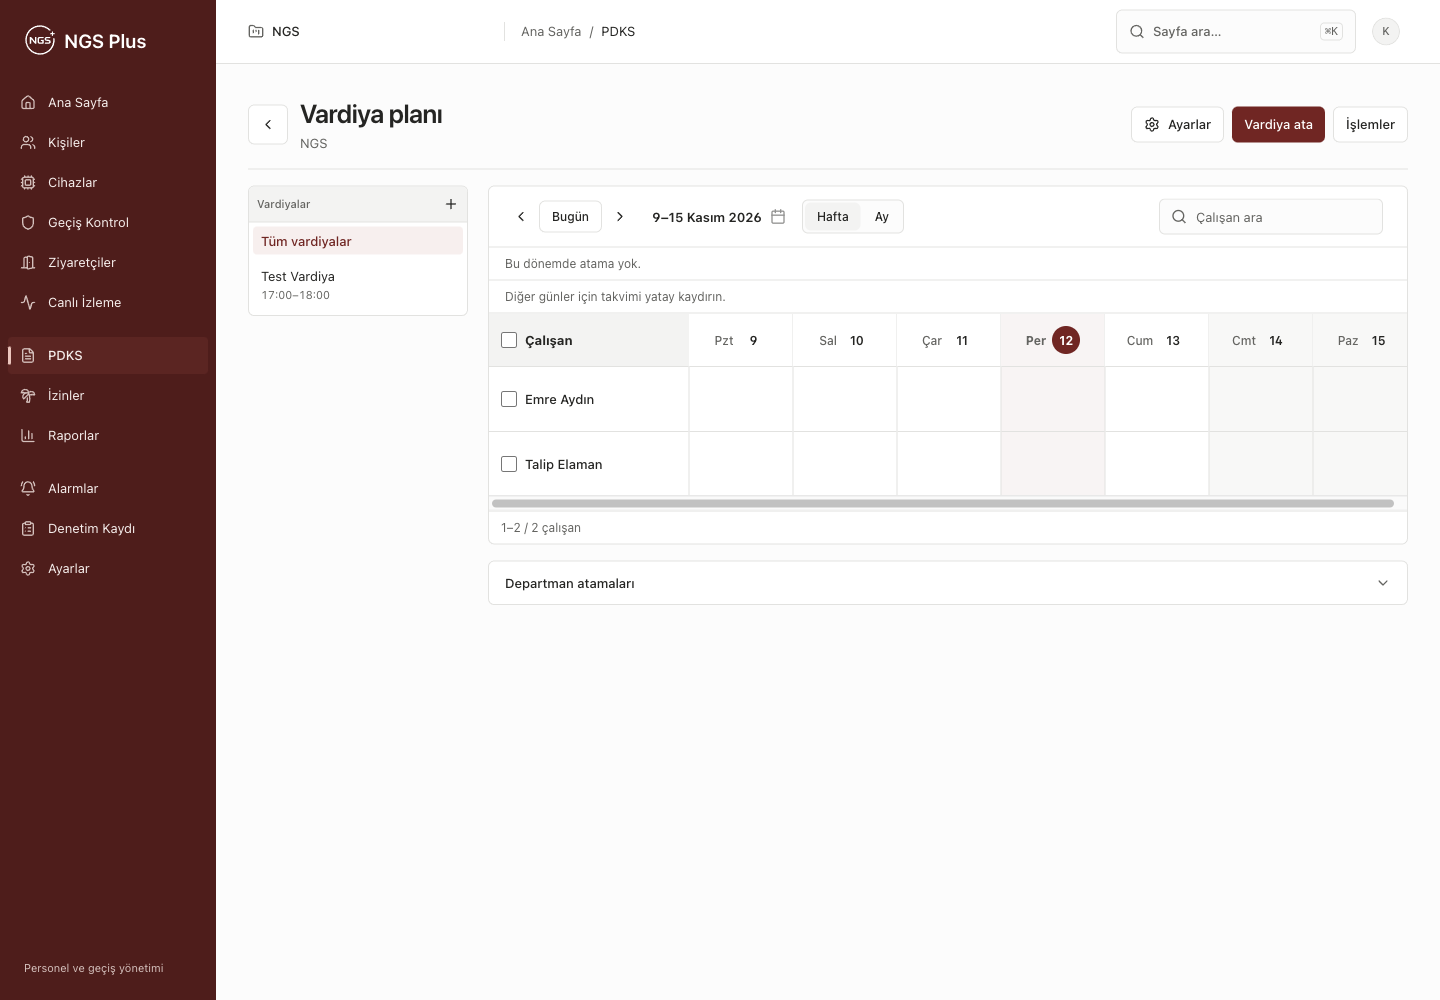 NGS
NGS Plus
Ana Sayfa
Kişiler
Cihazlar
Geçiş Kontrol
Ziyaretçiler
Canlı İzleme
PDKS
İzinler
Raporlar
Alarmlar
Denetim Kaydı
Ayarlar
Personel ve geçiş yönetimi
NGS
Ana Sayfa / PDKS
Sayfa ara...
⌘K
K
Vardiya planı
NGS
Ayarlar
Vardiya ata
İşlemler
Vardiyalar
Tüm vardiyalar
Test Vardiya
17:00–18:00
Bugün
9–15 Kasım 2026
Hafta
Ay
Çalışan ara
Bu dönemde atama yok.
Diğer günler için takvimi yatay kaydırın.
Çalışan
Pzt 9
Sal 10
Çar 11
Per 12
Cum 13
Cmt 14
Paz 15
Emre Aydın
Talip Elaman
1–2 / 2 çalışan
Departman atamaları